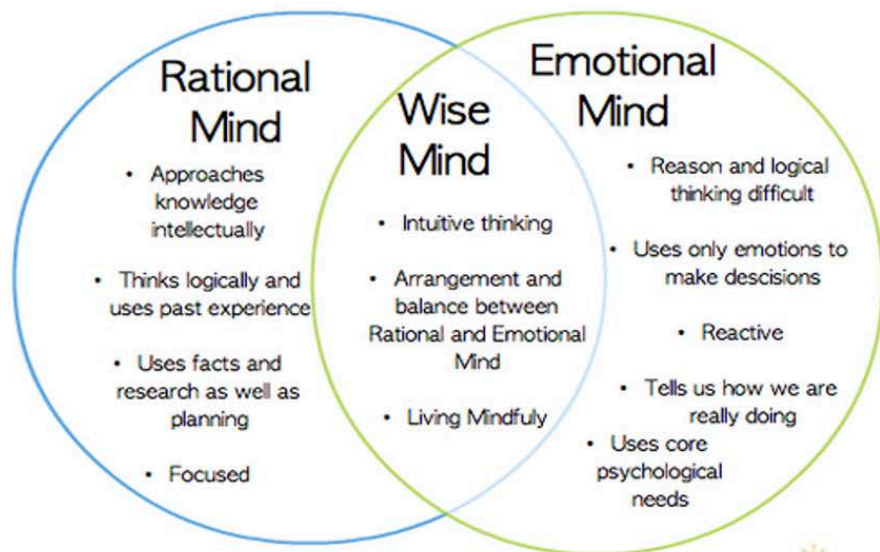 Rational
Mind
• Approaches
knowledge
intellectually
• Thinks logically and
uses past experience
• Uses facts and
research as well as
planning
• Focused
Wise
Mind
• Intuitive thinking
• Arrangement and
balance between
Rational and Emotional
Mind
• Living Mindfuly
Emotional
Mind
• Reason and logical
thinking difficult
• Uses only emotions to
make descisions
• Reactive
• Tells us how we are
really doing
• Uses core
psychological
needs